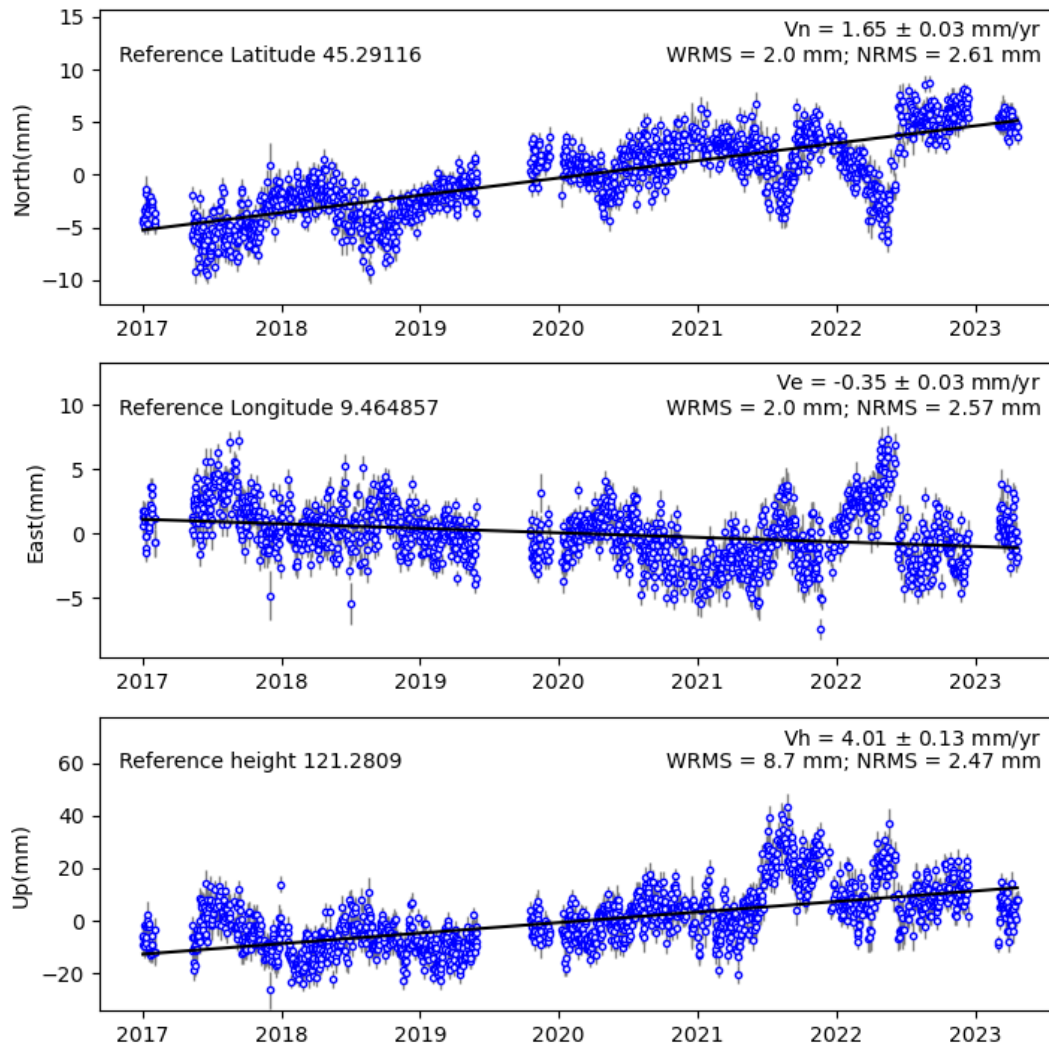 15
10
5
0
−5
−10
North(mm)
Reference Latitude 45.29116
Vn = 1.65 ± 0.03 mm/yr
WRMS = 2.0 mm; NRMS = 2.61 mm
2017 2018 2019 2020 2021 2022 2023
10
5
0
−5
East(mm)
Reference Longitude 9.464857
Ve = -0.35 ± 0.03 mm/yr
WRMS = 2.0 mm; NRMS = 2.57 mm
2017 2018 2019 2020 2021 2022 2023
60
40
20
0
−20
Up(mm)
Reference height 121.2809
Vh = 4.01 ± 0.13 mm/yr
WRMS = 8.7 mm; NRMS = 2.47 mm
2017 2018 2019 2020 2021 2022 2023